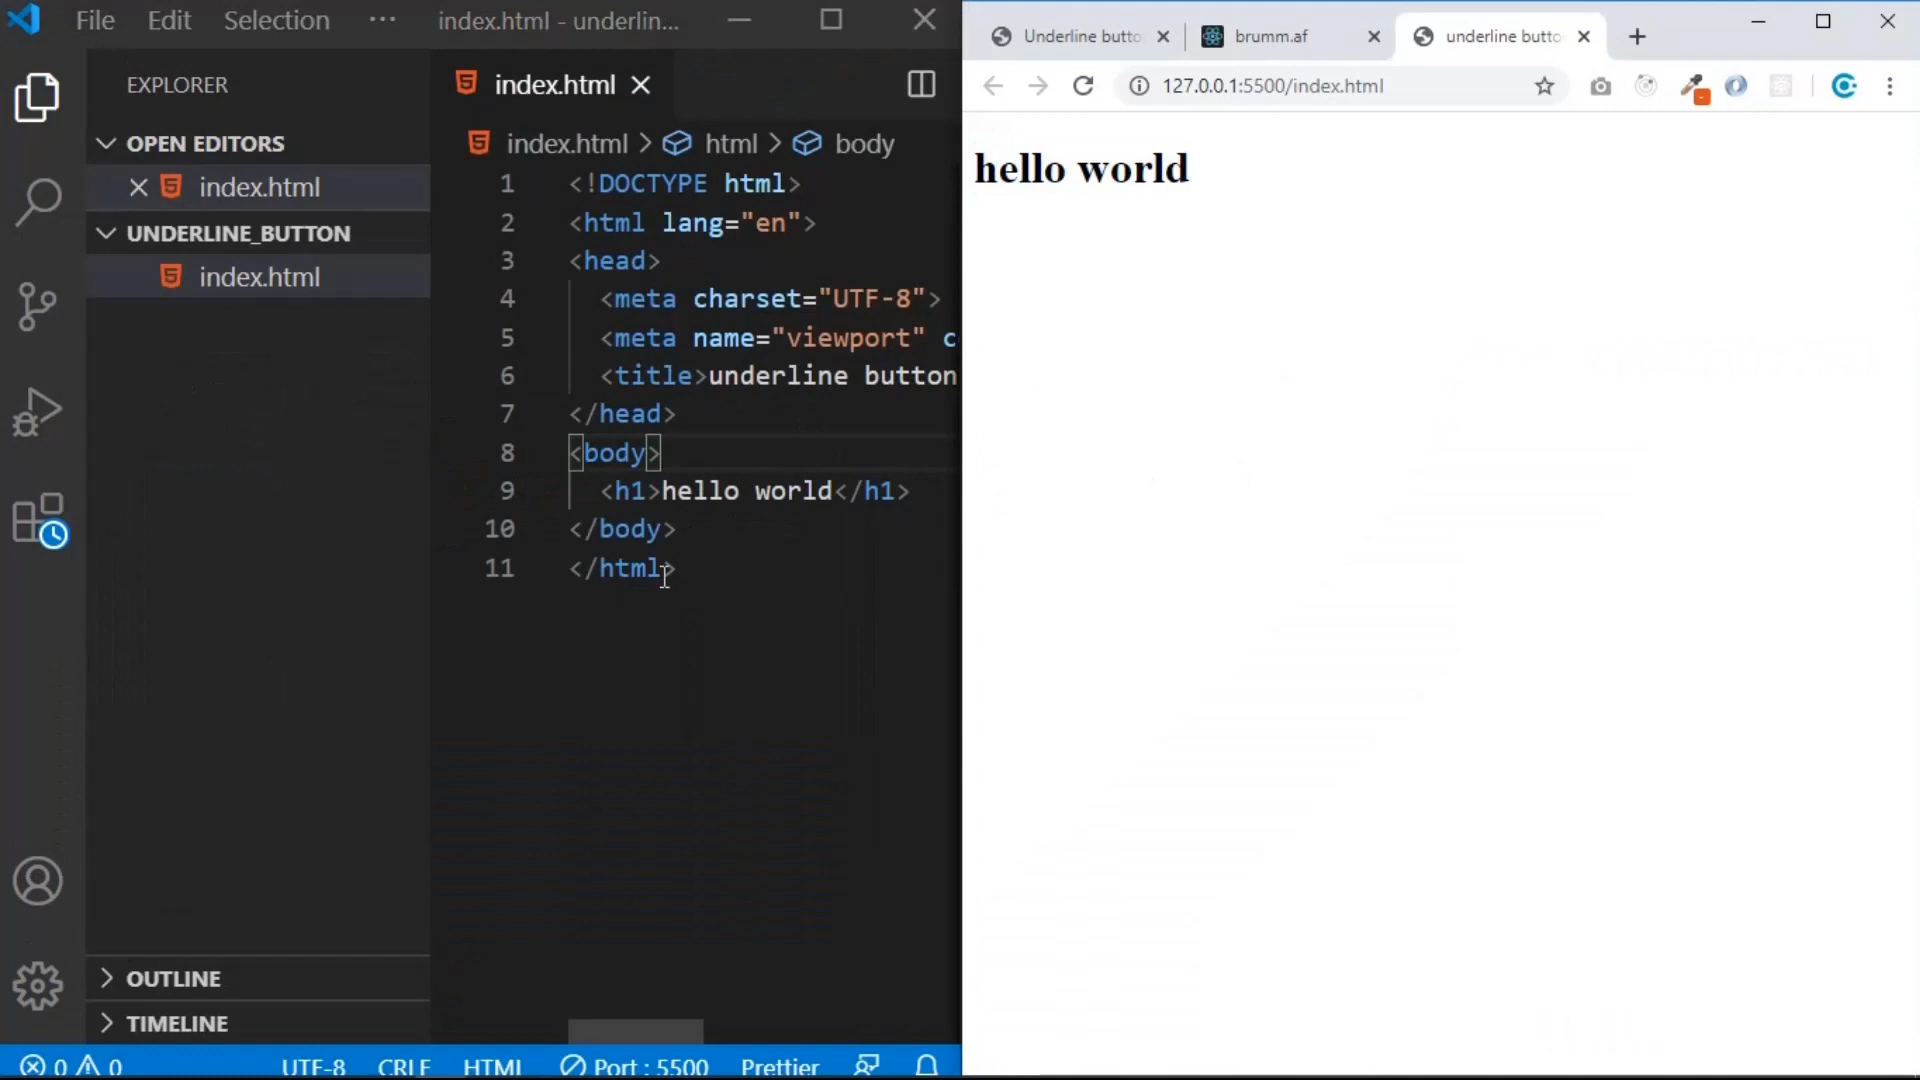 File Edit Selection ··· index.html - underlin...
EXPLORER
OPEN EDITORS
index.html
UNDERLINE_BUTTON
index.html
OUTLINE
TIMELINE
index.html
index.html > html > body
1 <!DOCTYPE html>
2 <html lang="en">
3 <head>
4 <meta charset="UTF-8">
5 <meta name="viewport" c
6 <title>underline button
7 </head>
8 <body>
9 <h1>hello world</h1>
10 </body>
11 </html>
0 0 UTF-8 CRLF HTML Port : 5500 Prettier
Underline butto brumm.af underline butto
127.0.0.1:5500/index.html
hello world